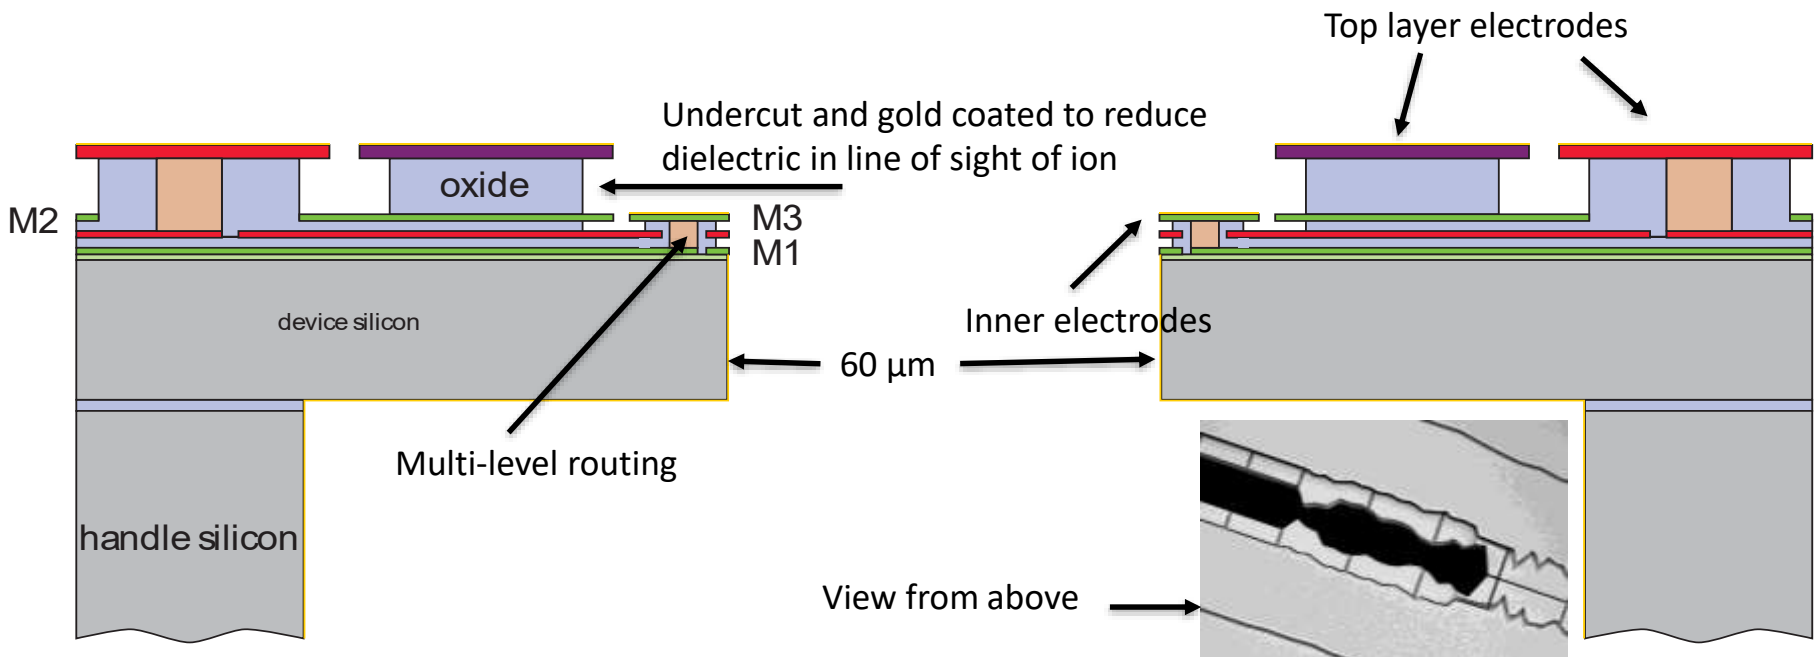 Top layer electrodes
Undercut and gold coated to reduce
dielectric in line of sight of ion
oxide
M2
M3
M1
device silicon
Inner electrodes
60 µm
Multi-level routing
handle silicon
View from above